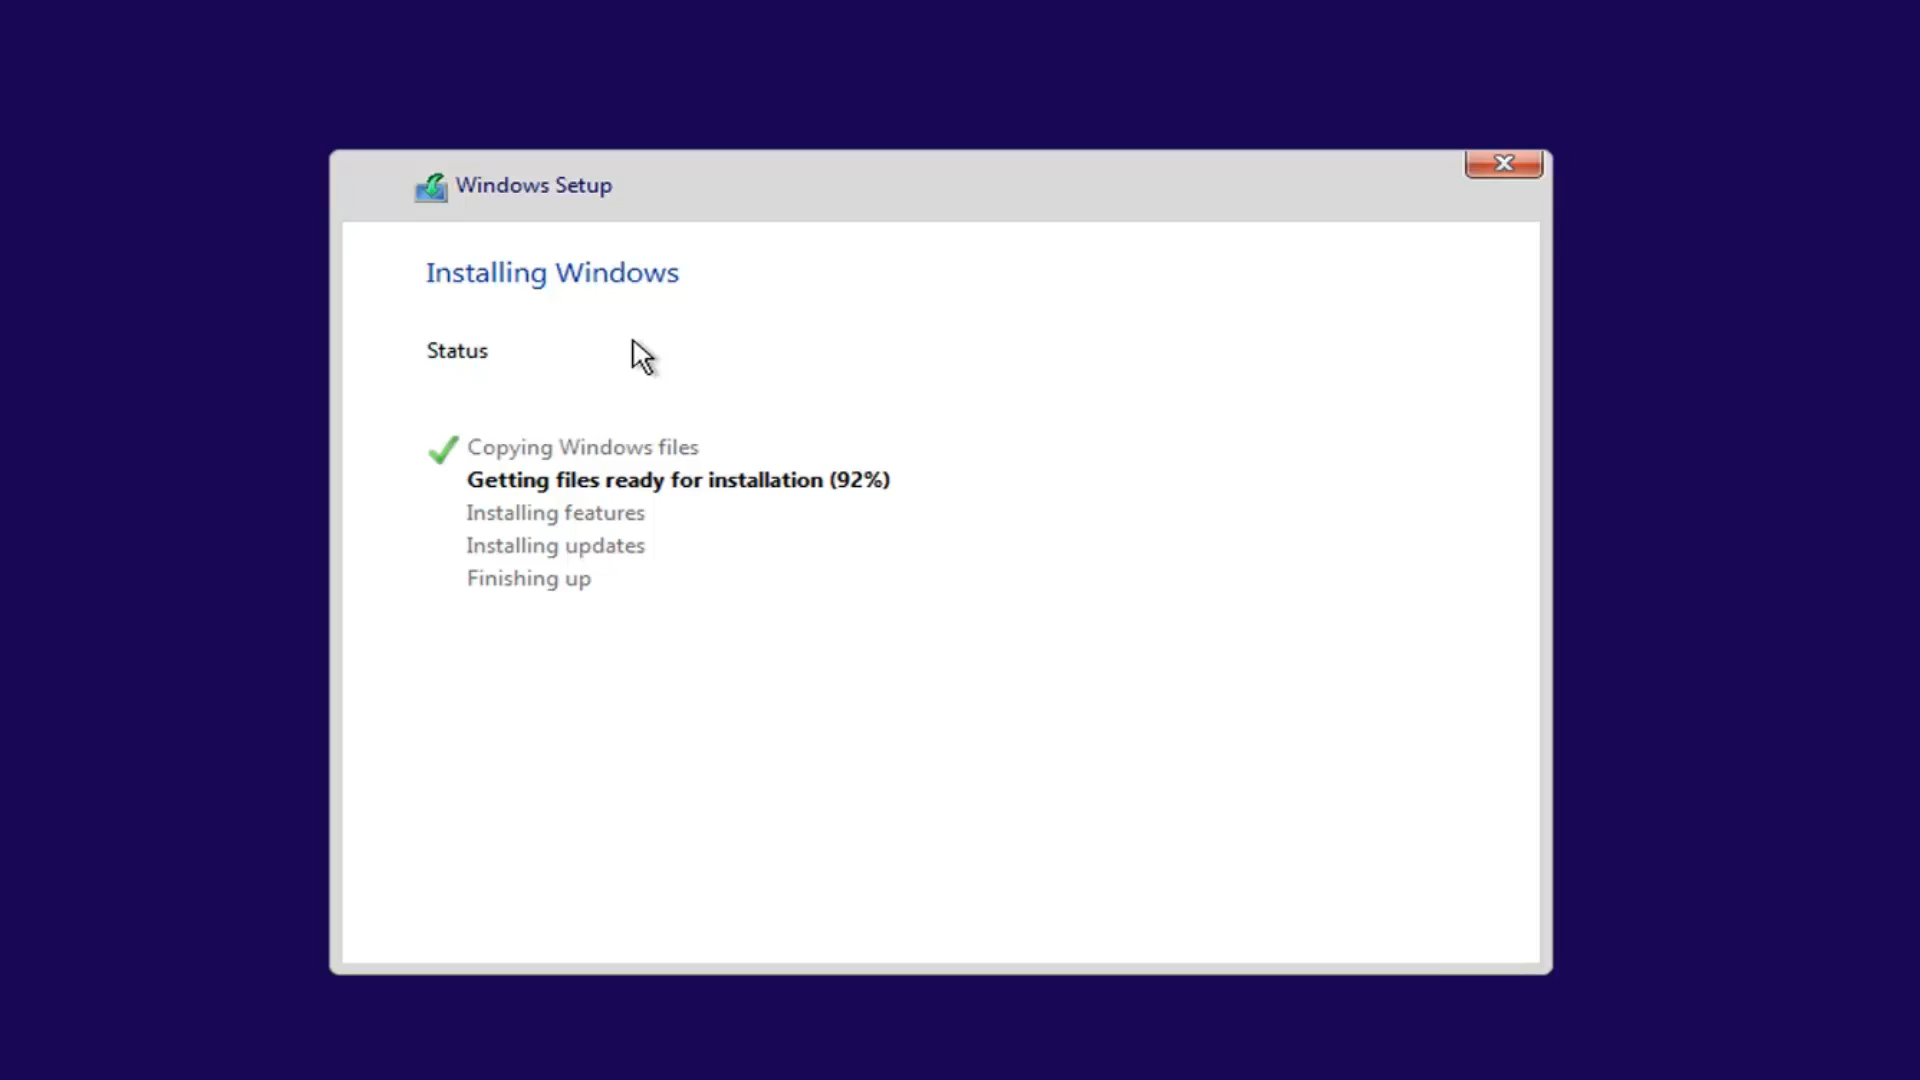 Windows Setup
Installing Windows
Status
Copying Windows files
Getting files ready for installation (92%)
Installing features
Installing updates
Finishing up